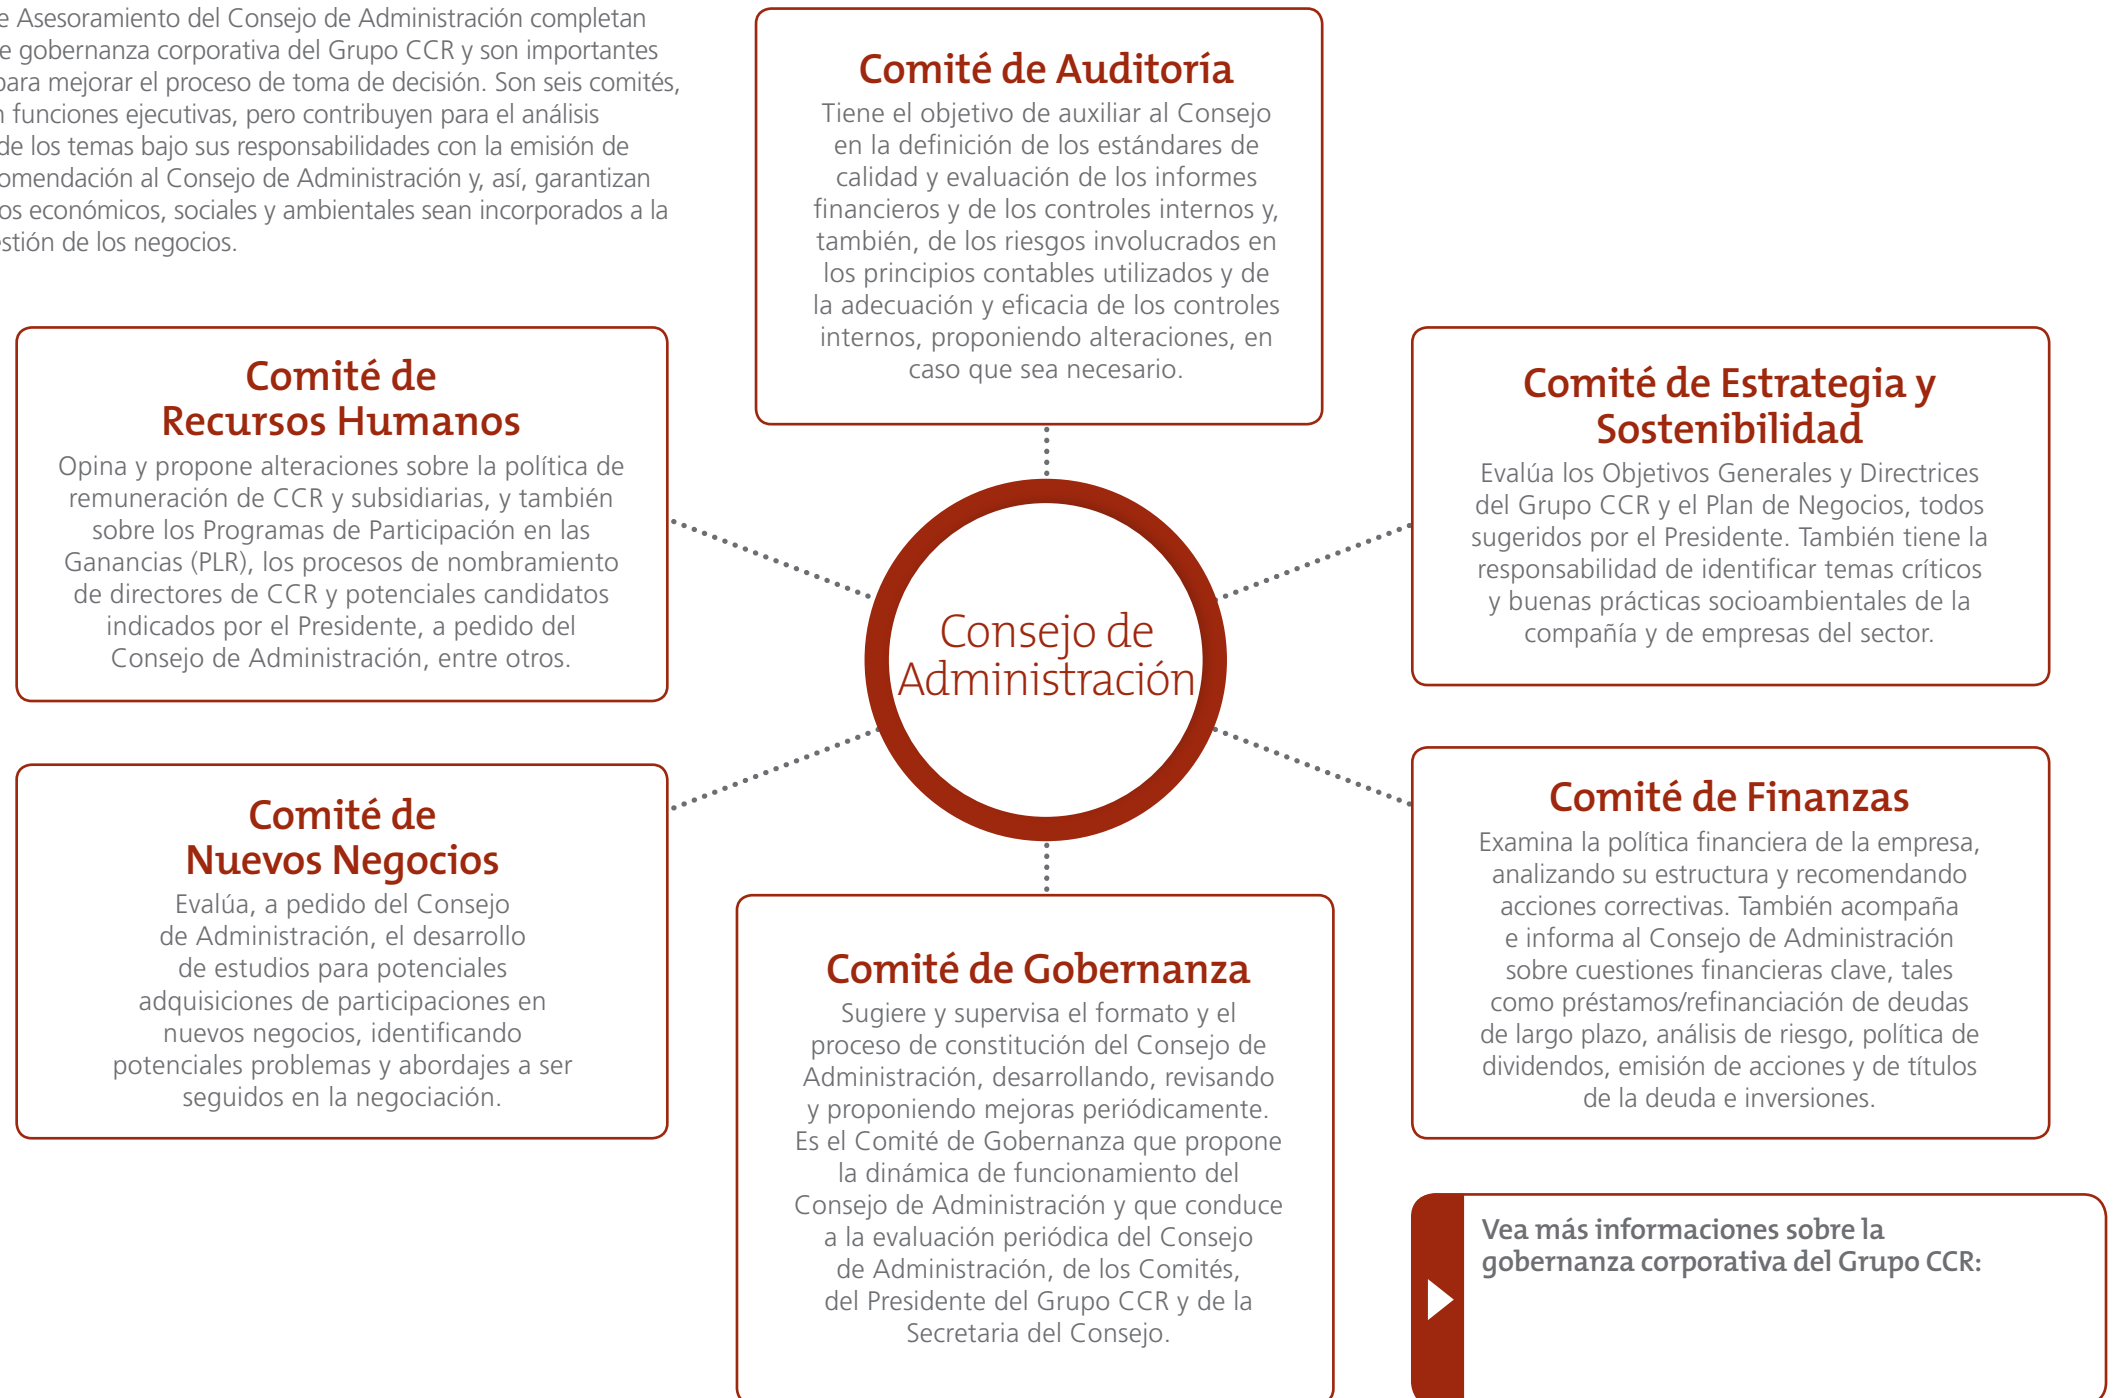 e Asesoramiento del Consejo de Administración completan
e gobernanza corporativa del Grupo CCR y son importantes
para mejorar el proceso de toma de decisión. Son seis comités,
n funciones ejecutivas, pero contribuyen para el análisis
de los temas bajo sus responsabilidades con la emisión de
omendación al Consejo de Administración y, así, garantizan
os económicos, sociales y ambientales sean incorporados a la
estión de los negocios.
Comité de Auditoría
Tiene el objetivo de auxiliar al Consejo
en la definición de los estándares de
calidad y evaluación de los informes
financieros y de los controles internos y,
también, de los riesgos involucrados en
los principios contables utilizados y de
la adecuación y eficacia de los controles
internos, proponiendo alteraciones, en
caso que sea necesario.
Comité de
Recursos Humanos
Opina y propone alteraciones sobre la política de
remuneración de CCR y subsidiarias, y también
sobre los Programas de Participación en las
Ganancias (PLR), los procesos de nombramiento
de directores de CCR y potenciales candidatos
indicados por el Presidente, a pedido del
Consejo de Administración, entre otros.
Comité de Estrategia y
Sostenibilidad
Evalúa los Objetivos Generales y Directrices
del Grupo CCR y el Plan de Negocios, todos
sugeridos por el Presidente. También tiene la
responsabilidad de identificar temas críticos
y buenas prácticas socioambientales de la
compañía y de empresas del sector.
Consejo de
Administración
Comité de
Nuevos Negocios
Evalúa, a pedido del Consejo
de Administración, el desarrollo
de estudios para potenciales
adquisiciones de participaciones en
nuevos negocios, identificando
potenciales problemas y abordajes a ser
seguidos en la negociación.
Comité de Finanzas
Examina la política financiera de la empresa,
analizando su estructura y recomendando
acciones correctivas. También acompaña
e informa al Consejo de Administración
sobre cuestiones financieras clave, tales
como préstamos/refinanciación de deudas
de largo plazo, análisis de riesgo, política de
dividendos, emisión de acciones y de títulos
de la deuda e inversiones.
Comité de Gobernanza
Sugiere y supervisa el formato y el
proceso de constitución del Consejo de
Administración, desarrollando, revisando
y proponiendo mejoras periódicamente.
Es el Comité de Gobernanza que propone
la dinámica de funcionamiento del
Consejo de Administración y que conduce
a la evaluación periódica del Consejo
de Administración, de los Comités,
del Presidente del Grupo CCR y de la
Secretaria del Consejo.
Vea más informaciones sobre la
gobernanza corporativa del Grupo CCR: